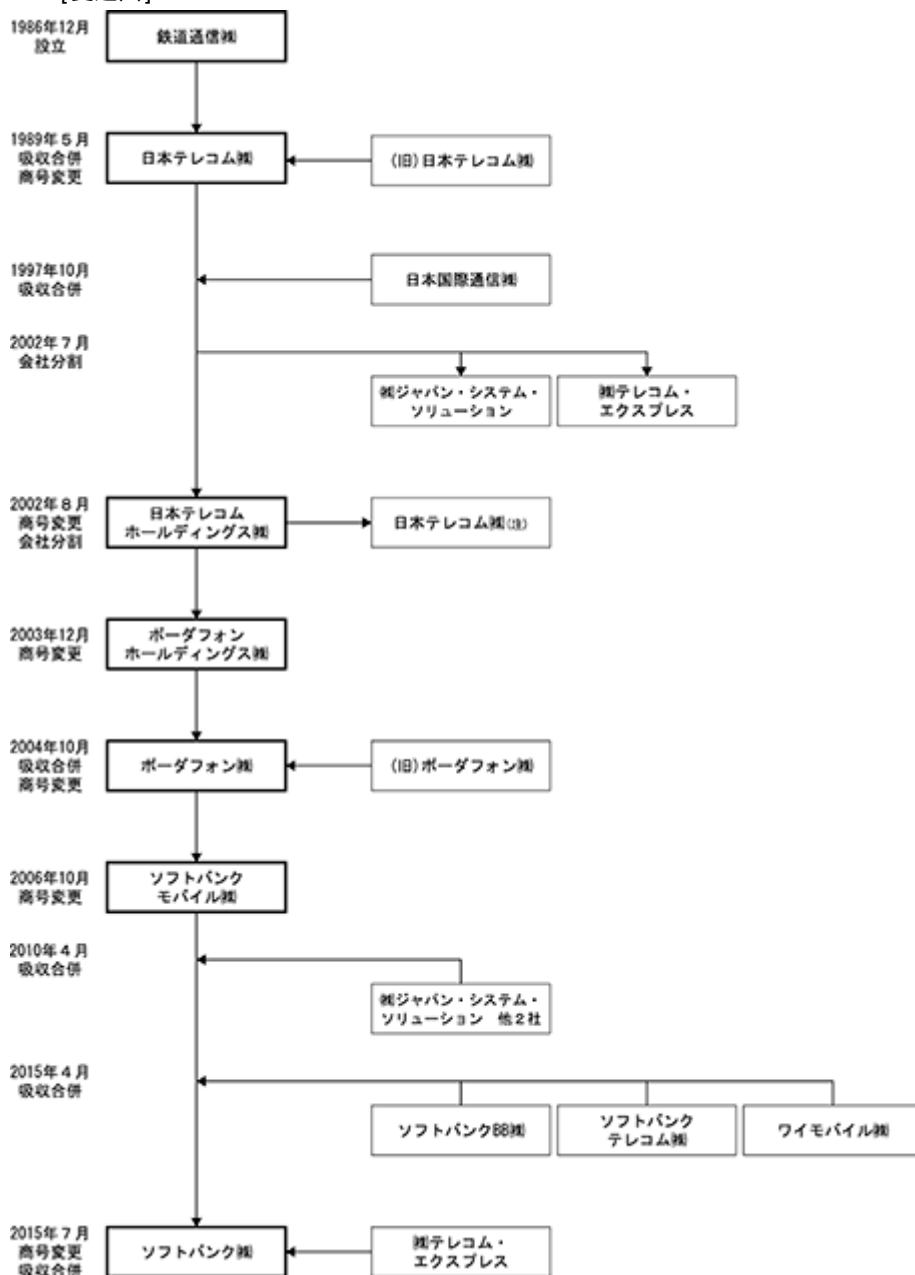 1986年12月
設立
鉄道通信㈱
1989年5月
吸収合併
商号変更
日本テレコム㈱
(旧)日本テレコム㈱
1997年10月
吸収合併
日本国際通信㈱
2002年7月
会社分割
㈱ジャパン・システム・
ソリューション
㈱テレコム・
エクスプレス
2002年8月
商号変更
会社分割
日本テレコム
ホールディングス㈱
日本テレコム㈱(注)
2003年12月
商号変更
ボーダフォン
ホールディングス㈱
2004年10月
吸収合併
商号変更
ボーダフォン㈱
(旧)ボーダフォン㈱
2006年10月
商号変更
ソフトバンク
モバイル㈱
2010年4月
吸収合併
㈱ジャパン・システム・
ソリューション 他2社
2015年4月
吸収合併
ソフトバンクBB㈱
ソフトバンク
テレコム㈱
ワイモバイル㈱
2015年7月
商号変更
吸収合併
ソフトバンク㈱
㈱テレコム・
エクスプレス